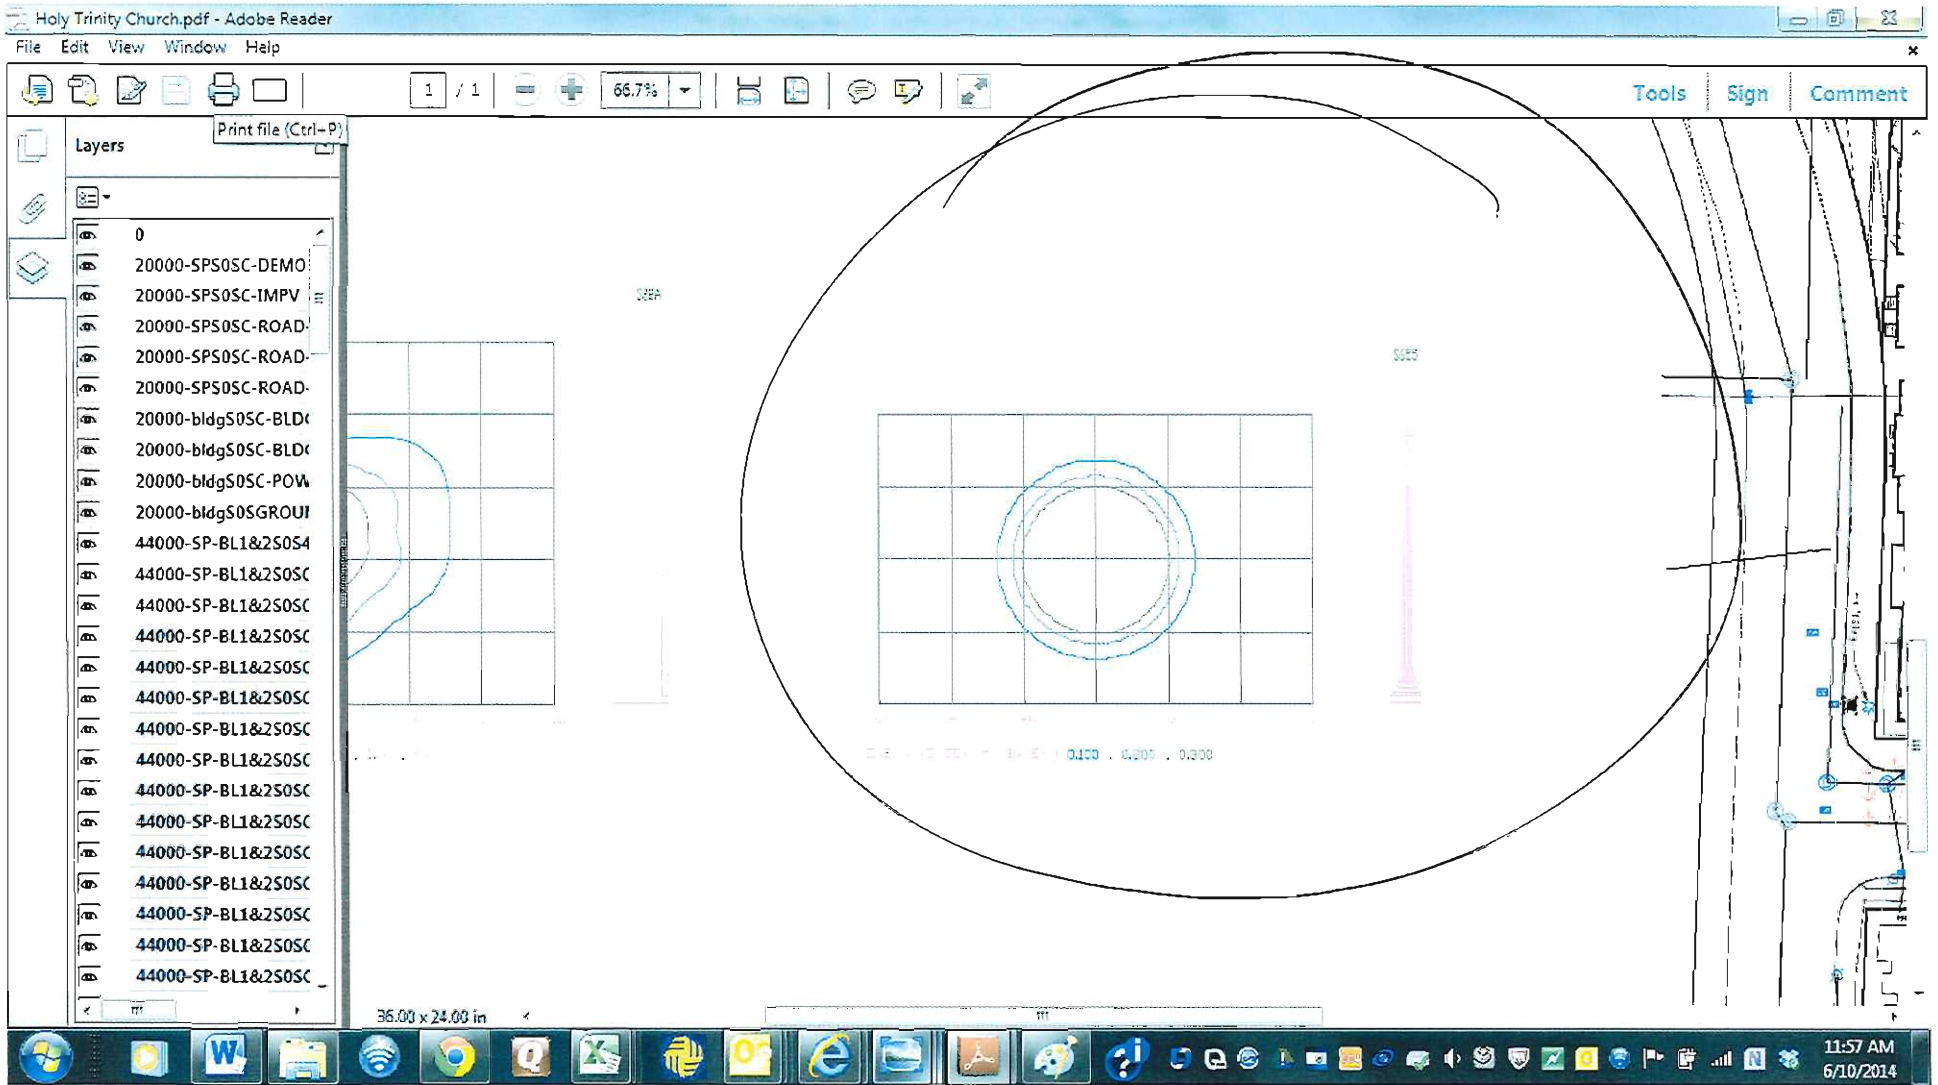 Holy Trinity Church.pdf - Adobe Reader
File Edit View Window Help
1 / 1 66.7% Tools Sign Comment
Print file (Ctrl+P)
Layers
0
20000-SPS0SC-DEMO
20000-SPS0SC-IMPV
20000-SPS0SC-ROAD-
20000-SPS0SC-ROAD-
20000-SPS0SC-ROAD-
20000-bldgS0SC-BLD
20000-bldgS0SC-BLD
20000-bldgS0SC-POW
20000-bldgS0SGROU
44000-SP-BL1&2S0S4
44000-SP-BL1&2S0SC
44000-SP-BL1&2S0SC
44000-SP-BL1&2S0SC
44000-SP-BL1&2S0SC
44000-SP-BL1&2S0SC
44000-SP-BL1&2S0SC
44000-SP-BL1&2S0SC
44000-SP-BL1&2S0SC
44000-SP-BL1&2S0SC
44000-SP-BL1&2S0SC
44000-SP-BL1&2S0SC
44000-SP-BL1&2S0SC
44000-SP-BL1&2S0SC
44000-SP-BL1&2S0SC
0.100 . 0.200 . 0.300
36.00 x 24.00 in
11:57 AM
6/10/2014